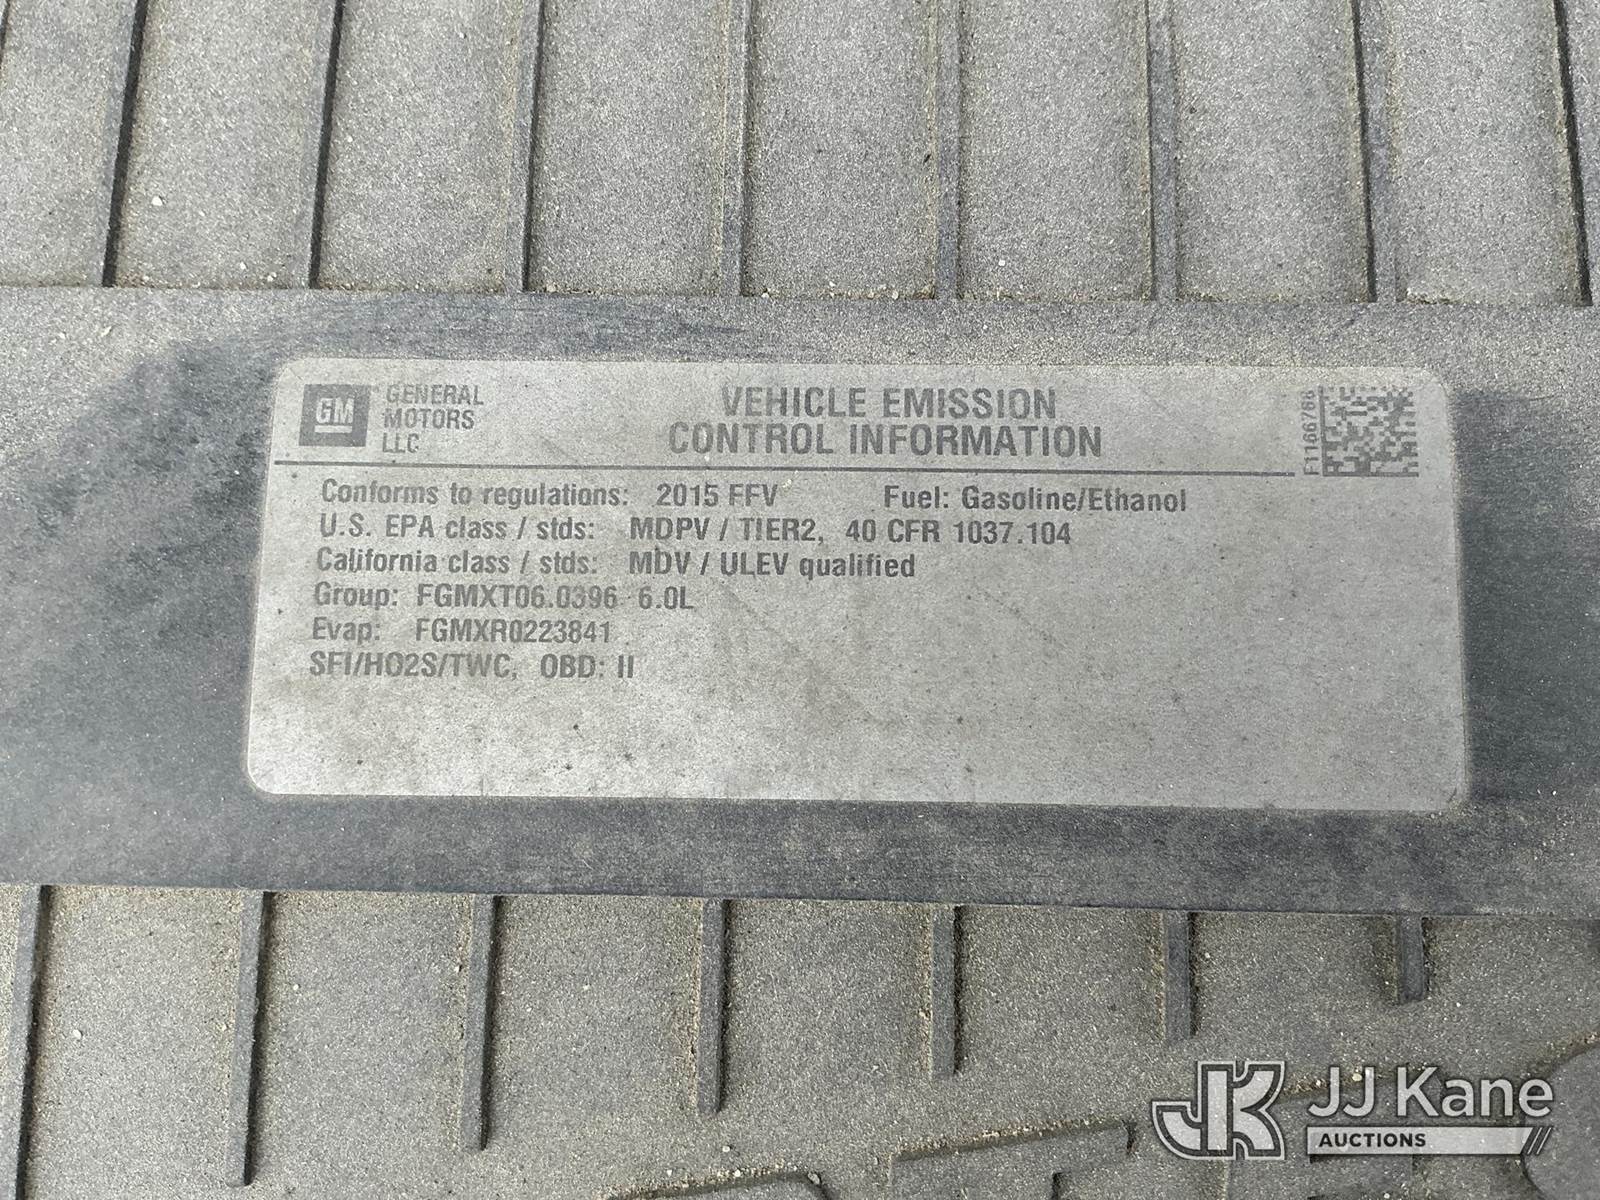 GM
GENERAL
MOTORS
LLC
VEHICLE EMISSION
CONTROL INFORMATION
F1166768
Conforms to regulations: 2015 FFV Fuel: Gasoline/Ethanol
U.S. EPA class / stds: MDPV / TIER2, 40 CFR 1037.104
California class / stds: MDV / ULEV qualified
Group: FGMXT06.0396 6.0L
Evap: FGMXR0223841
SFI/HO2S/TWC, OBD: II
JK JJ Kane
AUCTIONS